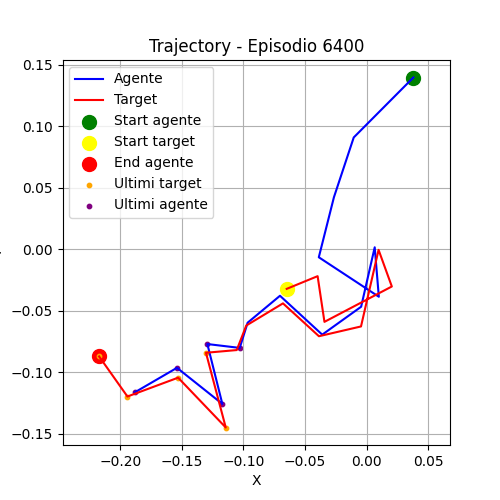 Trajectory - Episodio 6400
Agente
Target
Start agente
Start target
End agente
Ultimi target
Ultimi agente
0.15
0.10
0.05
0.00
−0.05
−0.10
−0.15
−0.20
−0.15
−0.10
−0.05
0.00
0.05
X